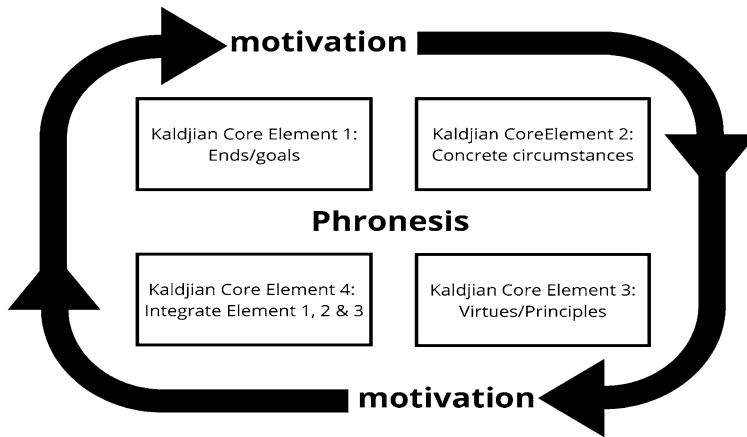 motivation
Kaldjian Core Element 1:
Ends/goals
Kaldjian CoreElement 2:
Concrete circumstances
Phronesis
Kaldjian Core Element 4:
Integrate Element 1, 2 & 3
Kaldjian Core Element 3:
Virtues/Principles
motivation